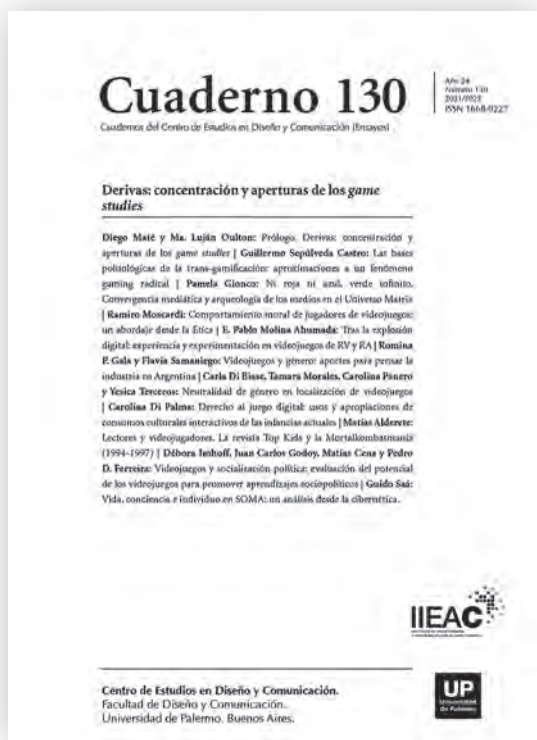 Cuaderno 130
Año 24
Número 130
2021/2022
ISSN 1668-0227
Cuadernos del Centro de Estudios en Diseño y Comunicación [Ensayos]
Derivas: concentración y aperturas de los game
studies
Diego Maté y Ma. Luján Oulton: Prólogo. Derivas: concentración y
aperturas de los game studies | Guillermo Sepúlveda Castro: Las bases
politológicas de la trans-gamificación: aproximaciones a un fenómeno
gaming radical | Pamela Gionco: Ni roja ni azul, verde infinito.
Convergencia mediática y arqueología de los medios en el Universo Matrix
| Ramiro Moscardi: Comportamiento moral de jugadores de videojuegos:
un abordaje desde la Ética | E. Pablo Molina Ahumada: Tras la explosión
digital: experiencia y experimentación en videojuegos de RV y RA | Romina
P. Gala y Flavia Samaniego: Videojuegos y género: aportes para pensar la
industria en Argentina | Carla Di Biase, Tamara Morales, Carolina Panero
y Yesica Terceros: Neutralidad de género en localización de videojuegos
| Carolina Di Palma: Derecho al juego digital: usos y apropiaciones de
consumos culturales interactivos de las infancias actuales | Matías Alderete:
Lectores y videojugadores. La revista Top Kids y la Mortalkombatmanía
(1994-1997) | Débora Imhoff, Juan Carlos Godoy, Matías Cena y Pedro
D. Ferreira: Videojuegos y socialización política: evaluación del potencial
de los videojuegos para promover aprendizajes sociopolíticos | Guido Saá:
Vida, conciencia e individuo en SOMA: un análisis desde la cibernética.
IIEAC
Centro de Estudios en Diseño y Comunicación.
Facultad de Diseño y Comunicación.
Universidad de Palermo. Buenos Aires.
UP
Universidad
de Palermo